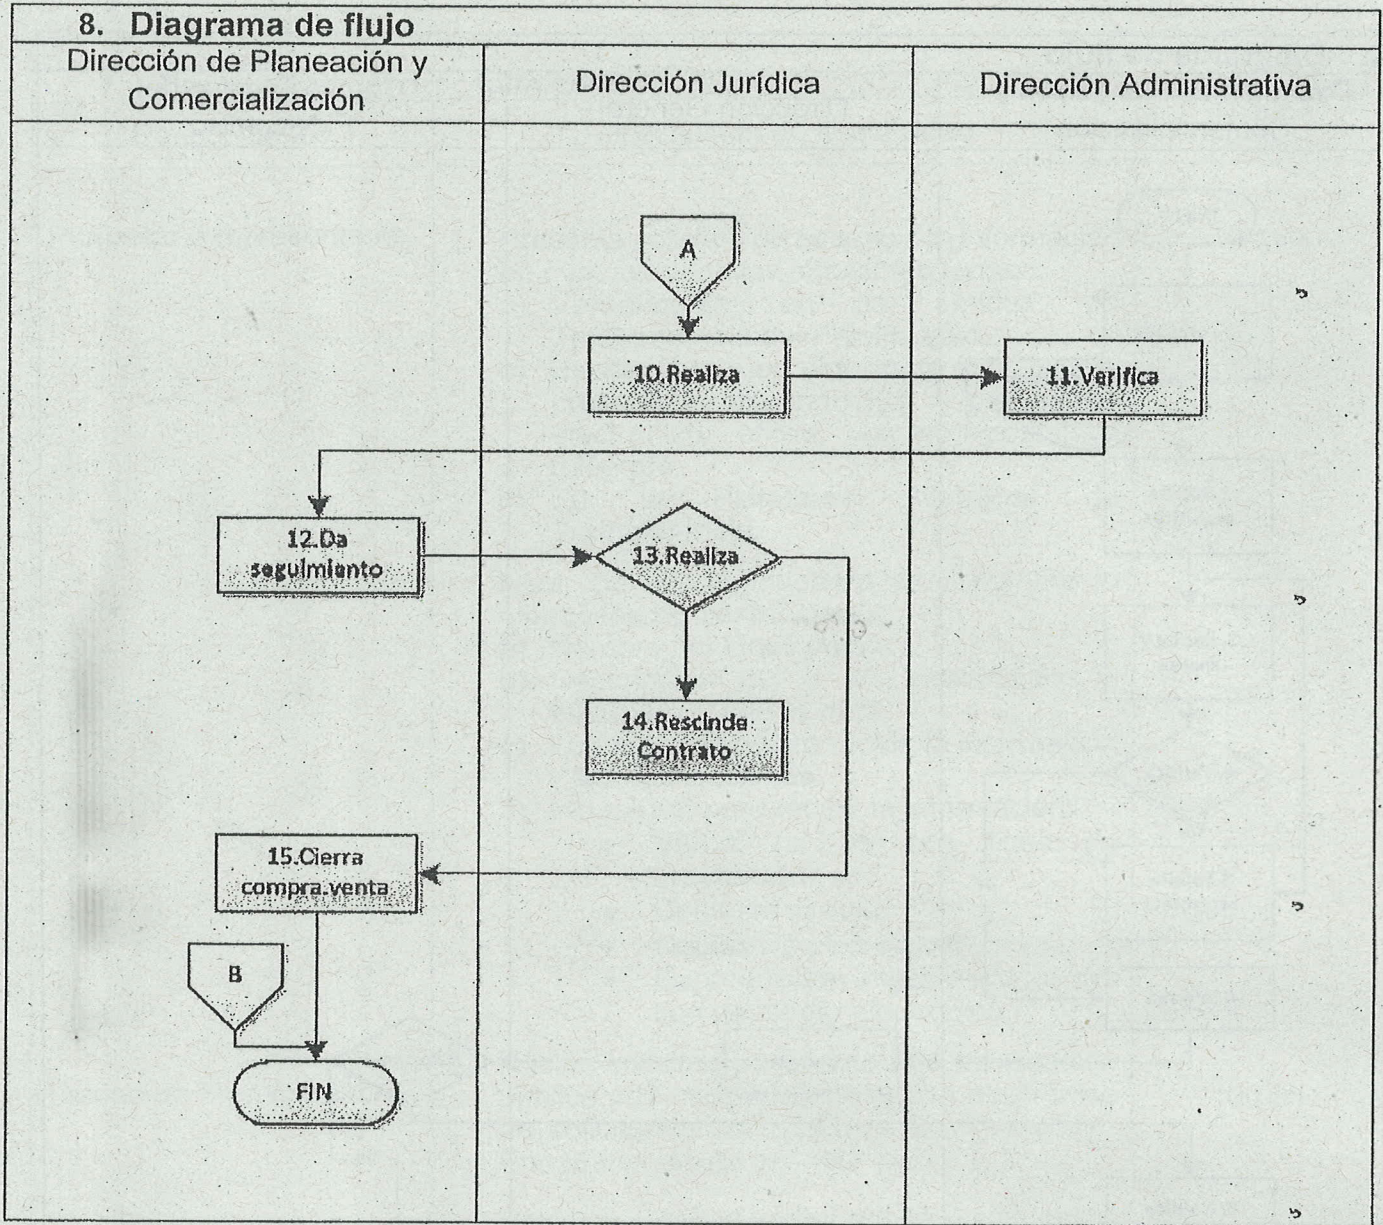 8. Diagrama de flujo
Dirección de Planeación y
Comercialización
Dirección Jurídica
Dirección Administrativa
A
10.Realiza
11.Verifica
12.Da
seguimiento
13.Realiza
14.Rescinde
Contrato
15.Cierra
compra.venta
B
FIN